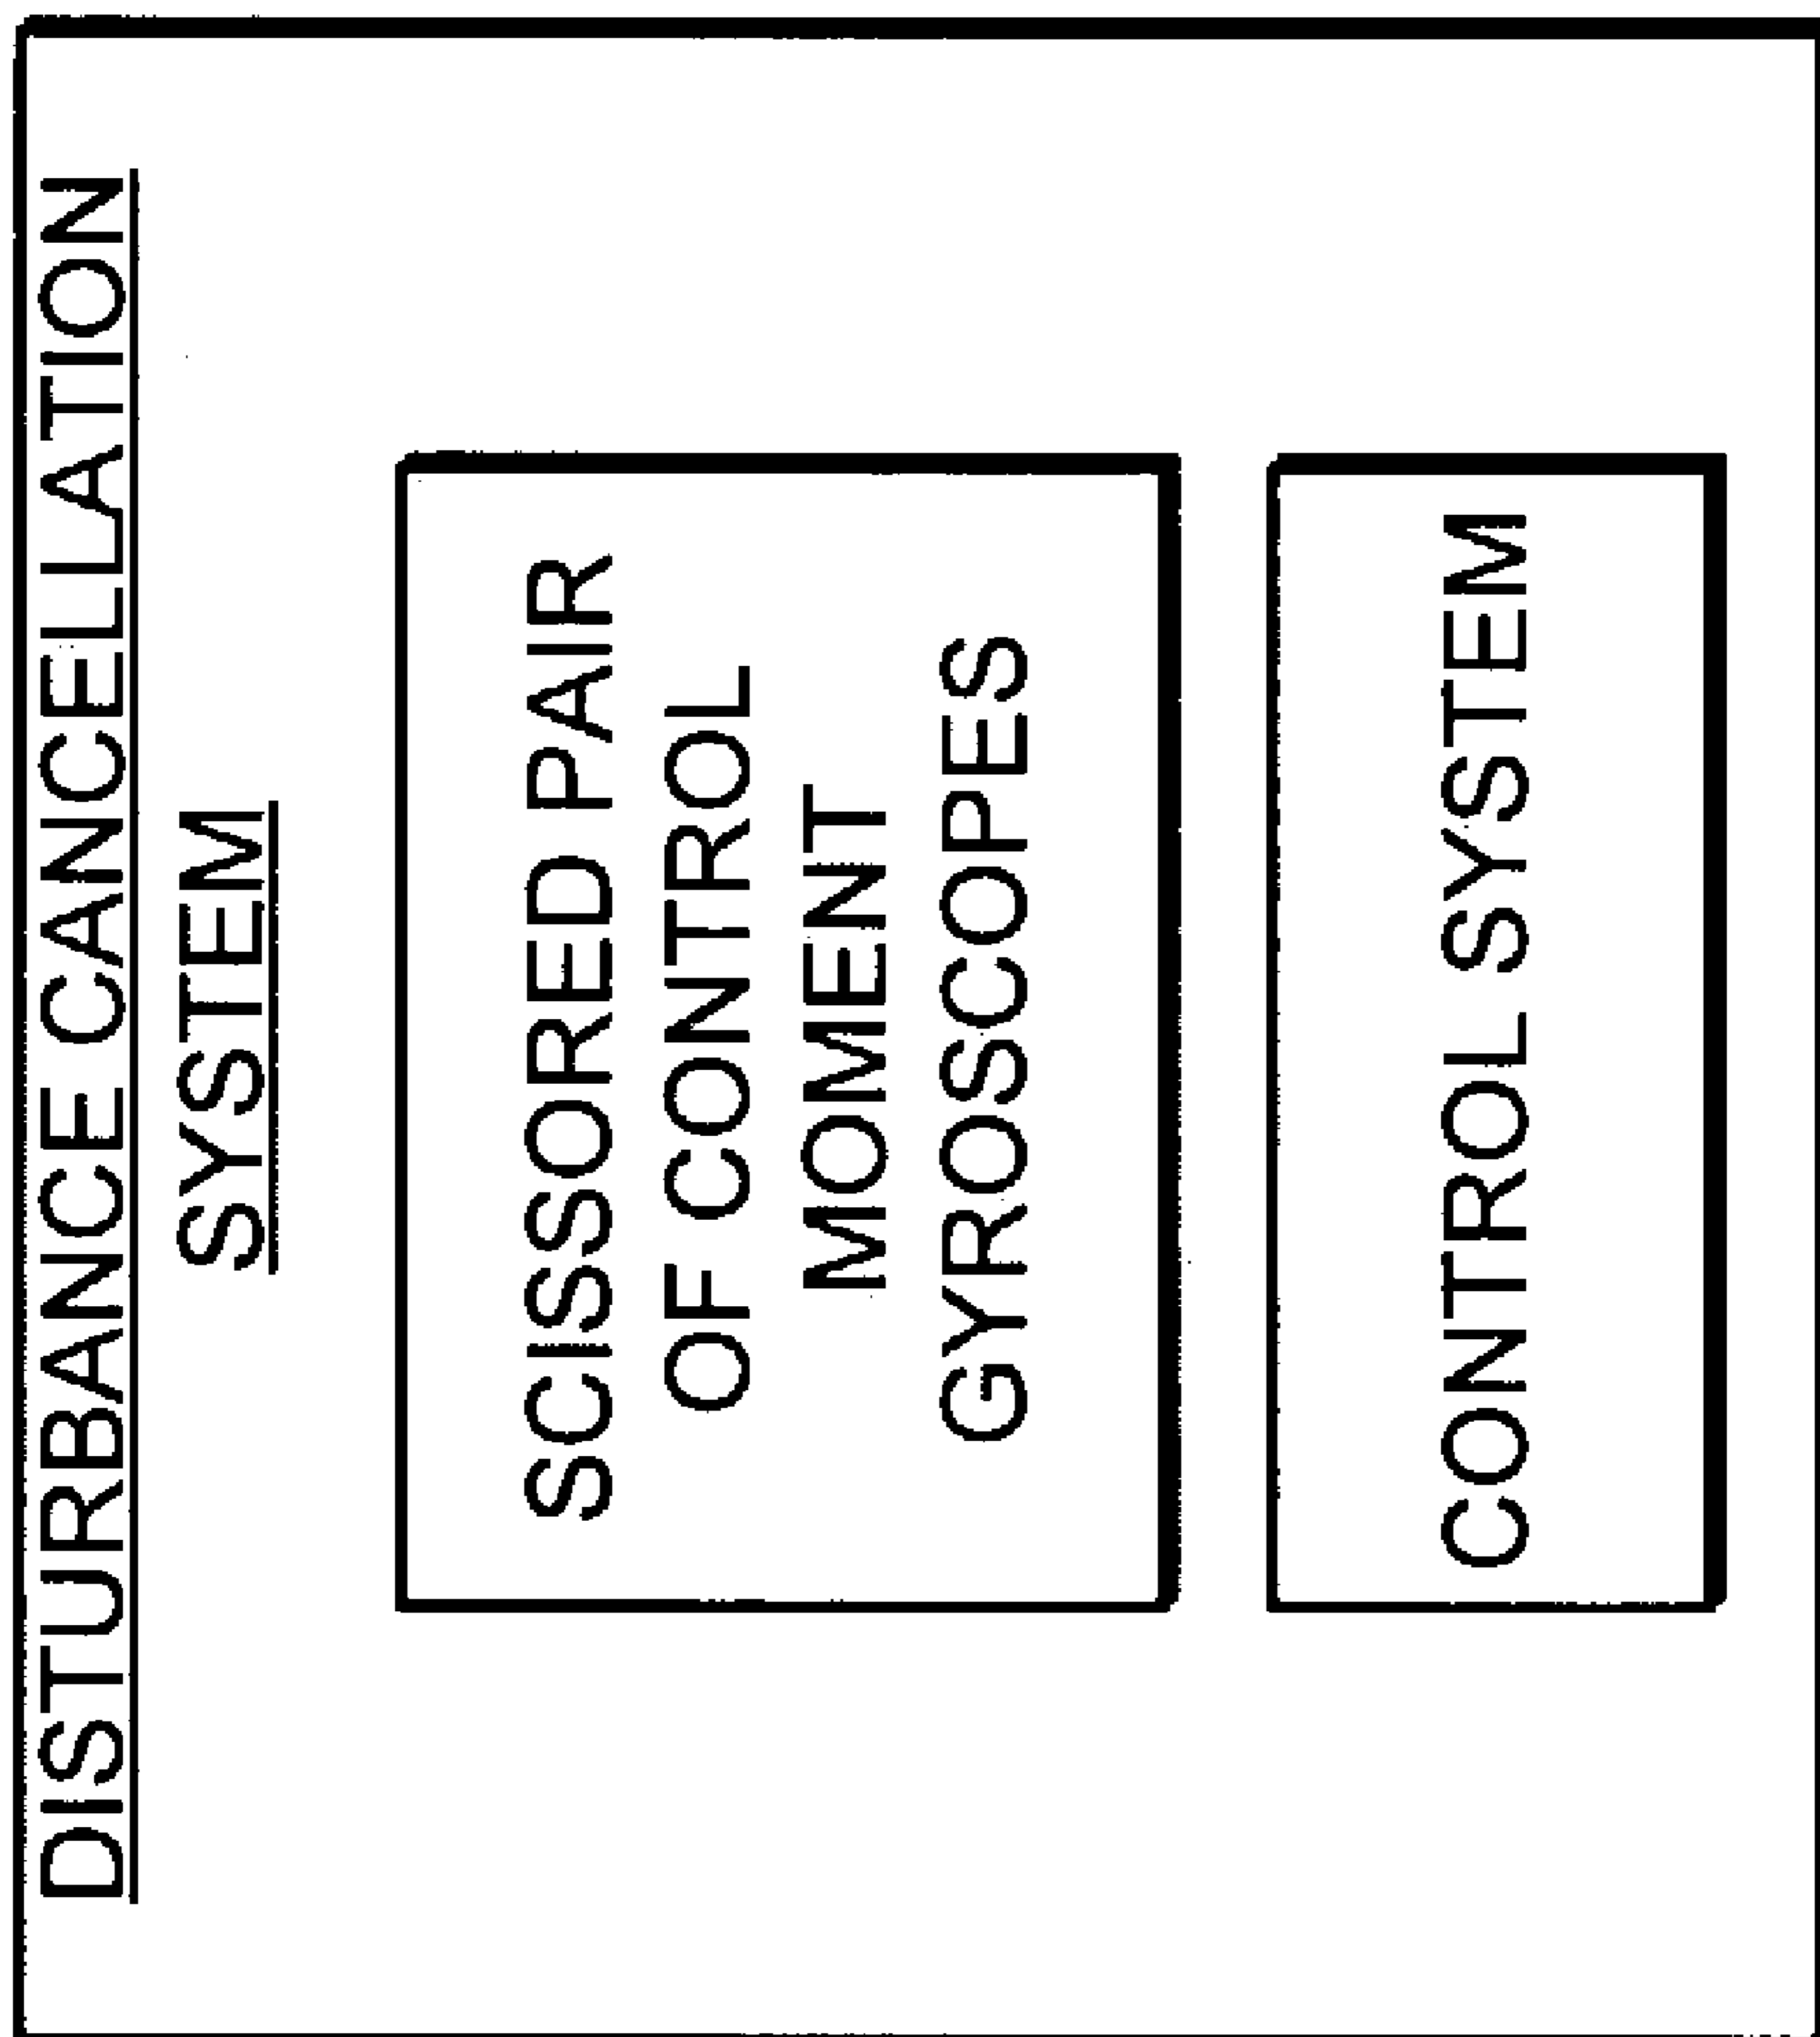 DISTURBANCE CANCELLATION
SYSTEM
SCISSORED PAIR
OF CONTROL
MOMENT
GYROSCOPES
CONTROL SYSTEM